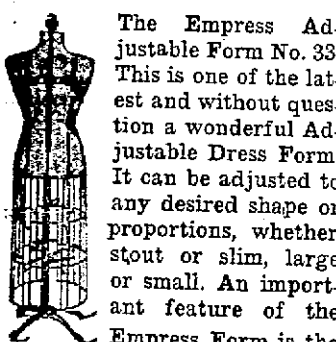 The Empress Ad-
justable Form No. 33
This is one of the lat-
est and without ques-
tion a wonderful Ad-
justable Dress Form
It can be adjusted to
any desired shape or
proportions, whether
stout or slim, large
or small. An import-
ant feature of the
Empress Form is the